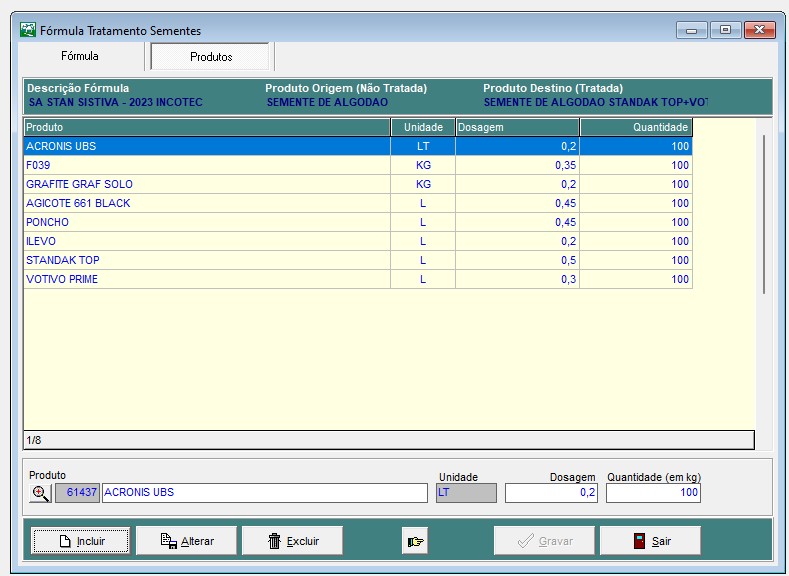 Fórmula Tratamento Sementes
Fórmula Produtos
Descrição Fórmula Produto Origem (Não Tratada) Produto Destino (Tratada)
SA STAN SISTIVA - 2023 INCOTEC SEMENTE DE ALGODAO SEMENTE DE ALGODAO STANDAK TOP+VOT
Produto Unidade Dosagem Quantidade
ACRONIS UBS LT 0,2 100
F039 KG 0,35 100
GRAFITE GRAF SOLO KG 0,2 100
AGICOTE 661 BLACK L 0,45 100
PONCHO L 0,45 100
ILEVO L 0,2 100
STANDAK TOP L 0,5 100
VOTIVO PRIME L 0,3 100
1/8
Produto Unidade Dosagem Quantidade (em kg)
61437 ACRONIS UBS LT 0,2 100
Incluir Alterar Excluir Gravar Sair